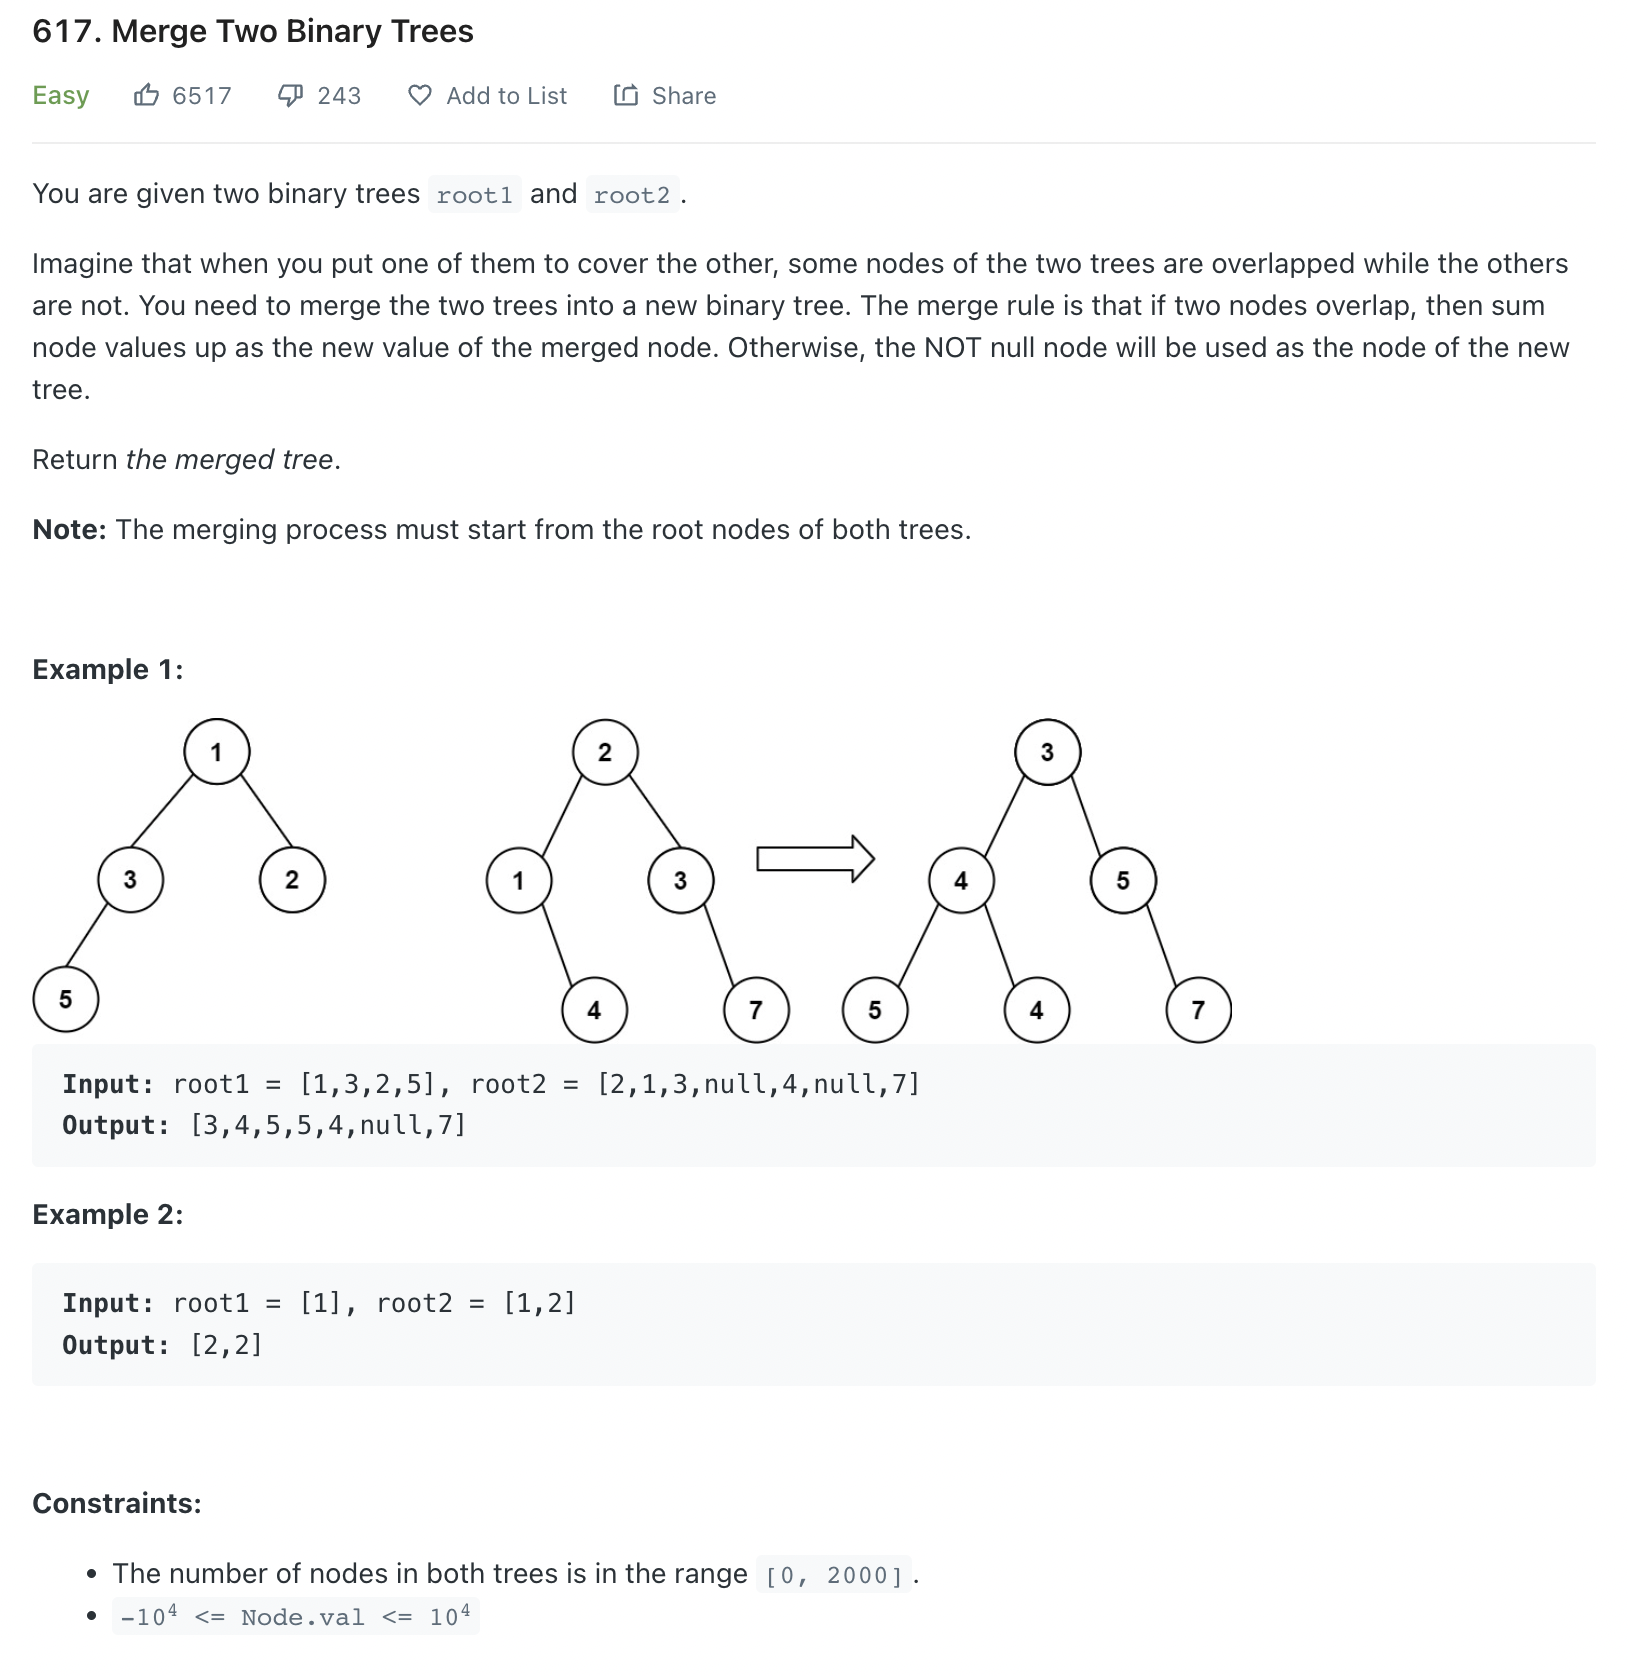 617. Merge Two Binary Trees
Easy 6517 243 Add to List Share
You are given two binary trees root1 and root2 .
Imagine that when you put one of them to cover the other, some nodes of the two trees are overlapped while the others
are not. You need to merge the two trees into a new binary tree. The merge rule is that if two nodes overlap, then sum
node values up as the new value of the merged node. Otherwise, the NOT null node will be used as the node of the new
tree.
Return the merged tree.
Note: The merging process must start from the root nodes of both trees.
Example 1:
1 2 3
3 2 1 3 4 5
5 4 7 5 4 7
Input: root1 = [1,3,2,5], root2 = [2,1,3,null,4,null,7]
Output: [3,4,5,5,4,null,7]
Example 2:
Input: root1 = [1], root2 = [1,2]
Output: [2,2]
Constraints:
• The number of nodes in both trees is in the range [0, 2000] .
• -10⁴ <= Node.val <= 10⁴